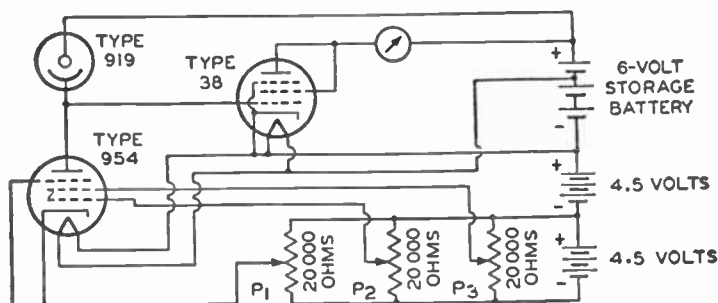 TYPE
919
TYPE
38
TYPE
954
+
6-VOLT
STORAGE
BATTERY
-
+
4.5 VOLTS
-
+
4.5 VOLTS
-
P1
20 000
OHMS
P2
20 000
OHMS
P3
20 000
OHMS